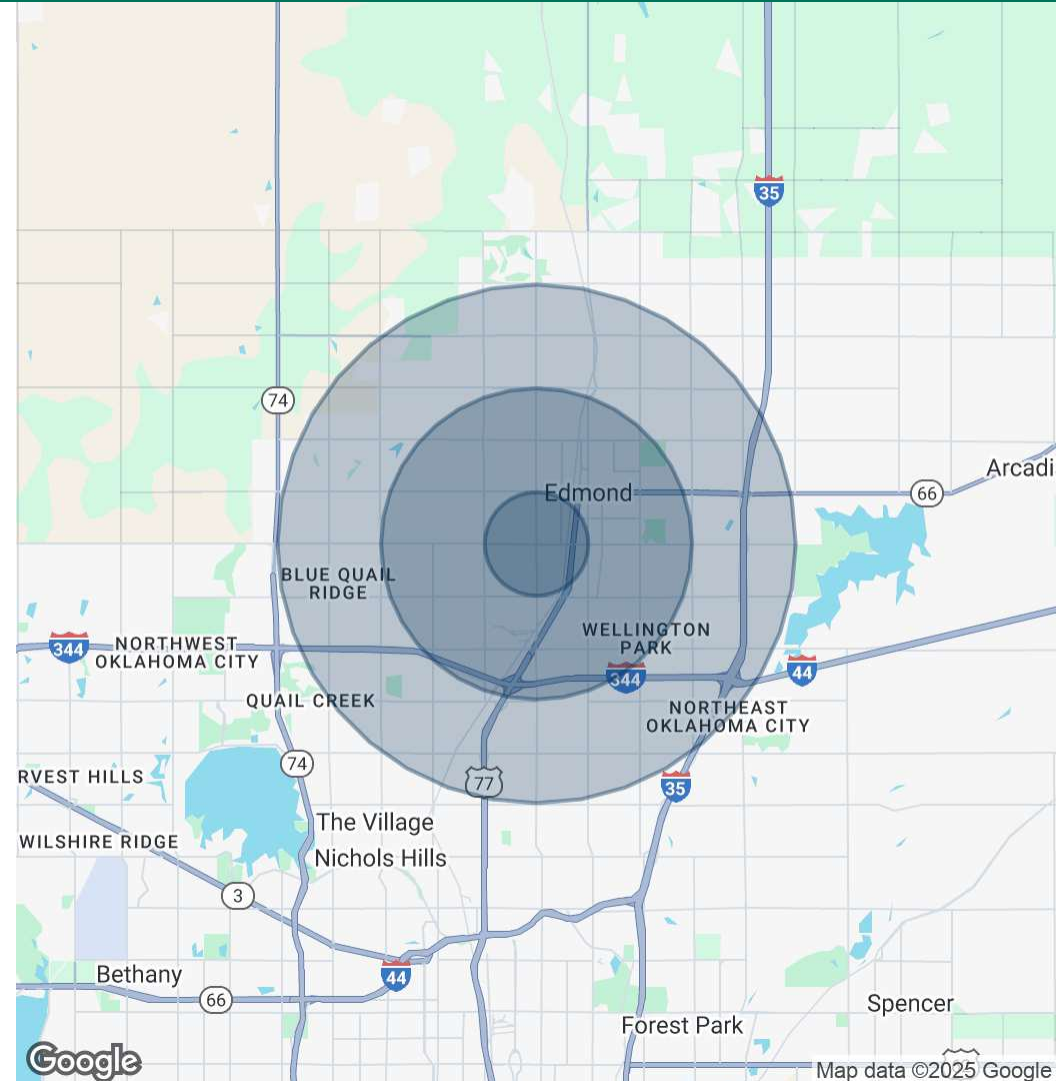 35
74
Arcadi
Edmond
66
BLUE QUAIL
RIDGE
WELLINGTON
PARK
344
NORTHWEST
OKLAHOMA CITY
344
44
QUAIL CREEK
NORTHEAST
OKLAHOMA CITY
74
RVEST HILLS
77
35
The Village
WILSHIRE RIDGE
Nichols Hills
3
Bethany
44
66
Spencer
Forest Park
Google
Map data ©2025 Google